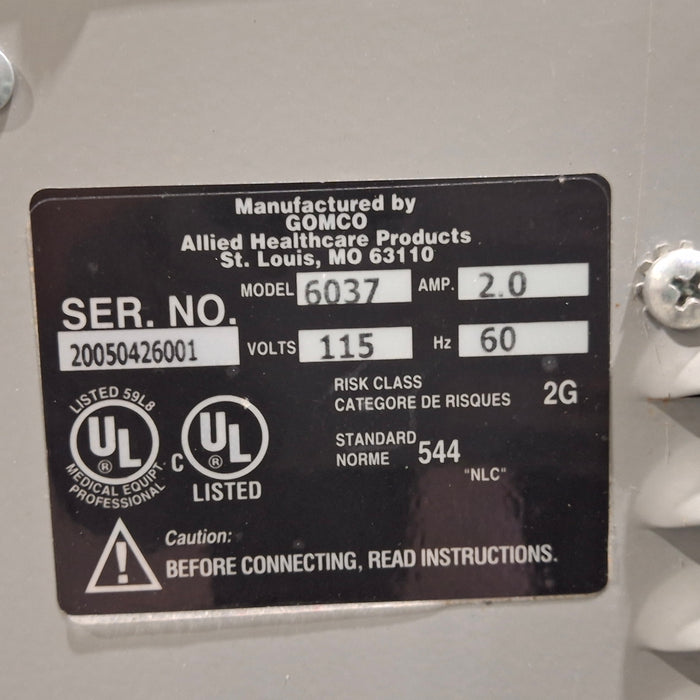 Manufactured by
GOMCO
Allied Healthcare Products
St. Louis, MO 63110
MODEL 6037 AMP. 2.0
SER. NO.
20050426001 VOLTS 115 Hz 60
RISK CLASS
CATEGORE DE RISQUES 2G
STANDARD
NORME 544
"NLC"
LISTED 59L8
UL ®
MEDICAL EQUIPT.
PROFESSIONAL
C UL ®
LISTED
Caution:
!
BEFORE CONNECTING, READ INSTRUCTIONS.